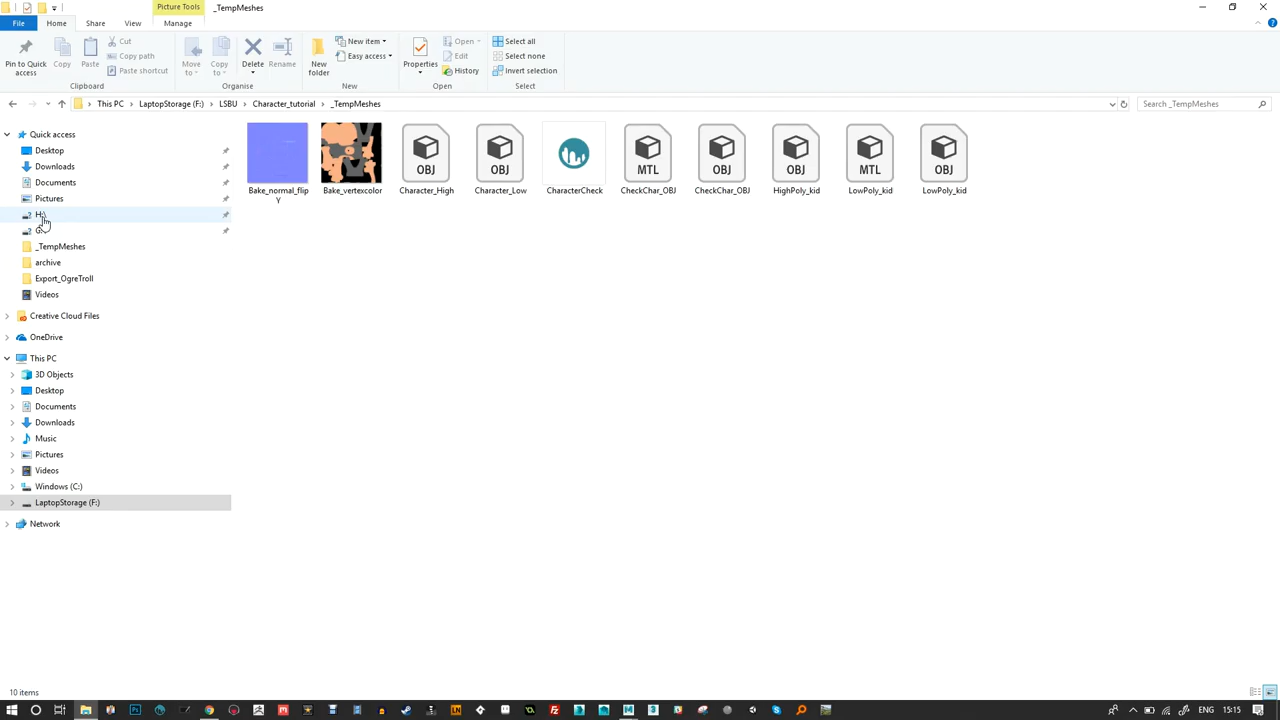 Picture Tools
_TempMeshes
File
Home
Share
View
Manage
Pin to Quick
access
Copy
Paste
Cut
Copy path
Paste shortcut
Clipboard
Move
to
Copy
to
Delete
Rename
Organise
New
folder
New item
Easy access
New
Properties
Open
Edit
History
Open
Select all
Select none
Invert selection
Select
This PC
LaptopStorage (F:)
LSBU
Character_tutorial
_TempMeshes
Search _TempMeshes
Quick access
Desktop
Downloads
Documents
Pictures
H:\
_TempMeshes
archive
Export_OgreTroll
Videos
Creative Cloud Files
OneDrive
This PC
3D Objects
Desktop
Documents
Downloads
Music
Pictures
Videos
Windows (C:)
LaptopStorage (F:)
Network
OBJ
OBJ
MTL
OBJ
OBJ
MTL
OBJ
Bake_normal_flip
Y
Bake_vertexcolor
Character_High
Character_Low
CharacterCheck
CheckChar_OBJ
CheckChar_OBJ
HighPoly_kid
LowPoly_kid
LowPoly_kid
10 items
ENG
15:15